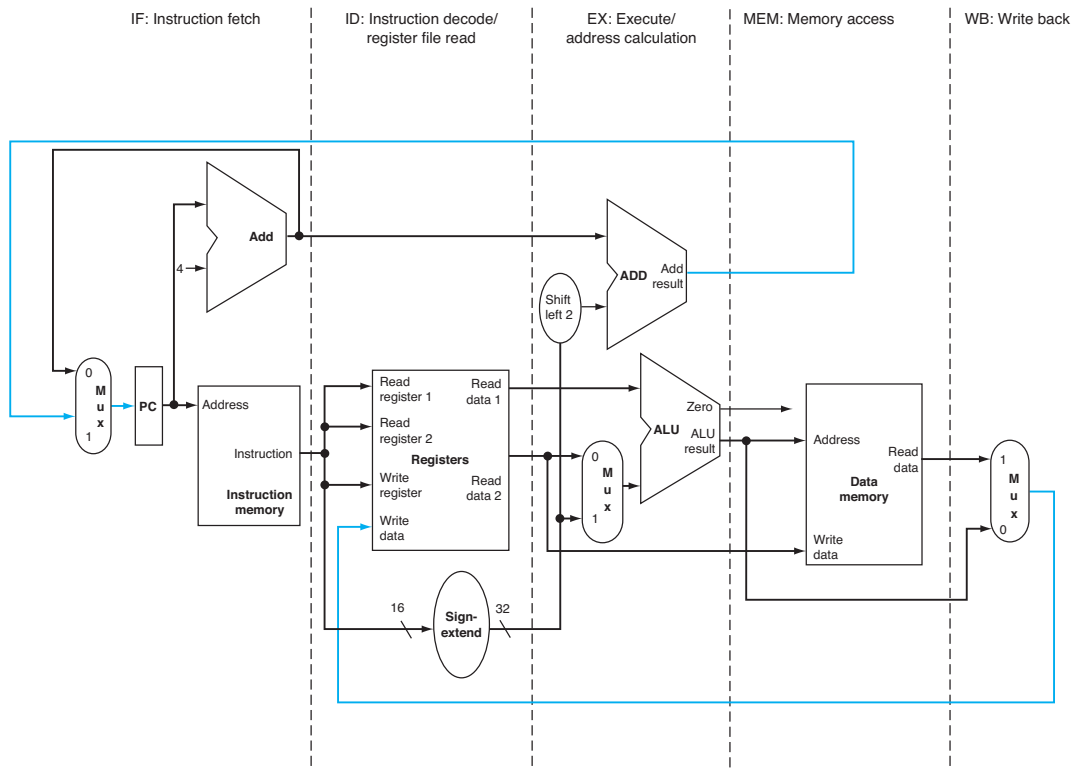 IF: Instruction fetch
ID: Instruction decode/
register file read
EX: Execute/
address calculation
MEM: Memory access
WB: Write back
Add
4
ADD
Add
result
Shift
left 2
0
M
u
x
1
PC
Address
Instruction
Instruction
memory
Read
register 1
Read
register 2
Write
register
Write
data
Registers
Read
data 1
Read
data 2
16
Sign-
extend
32
0
M
u
x
1
Zero
ALU
ALU
result
Address
Read
data
Data
memory
Write
data
1
M
u
x
0